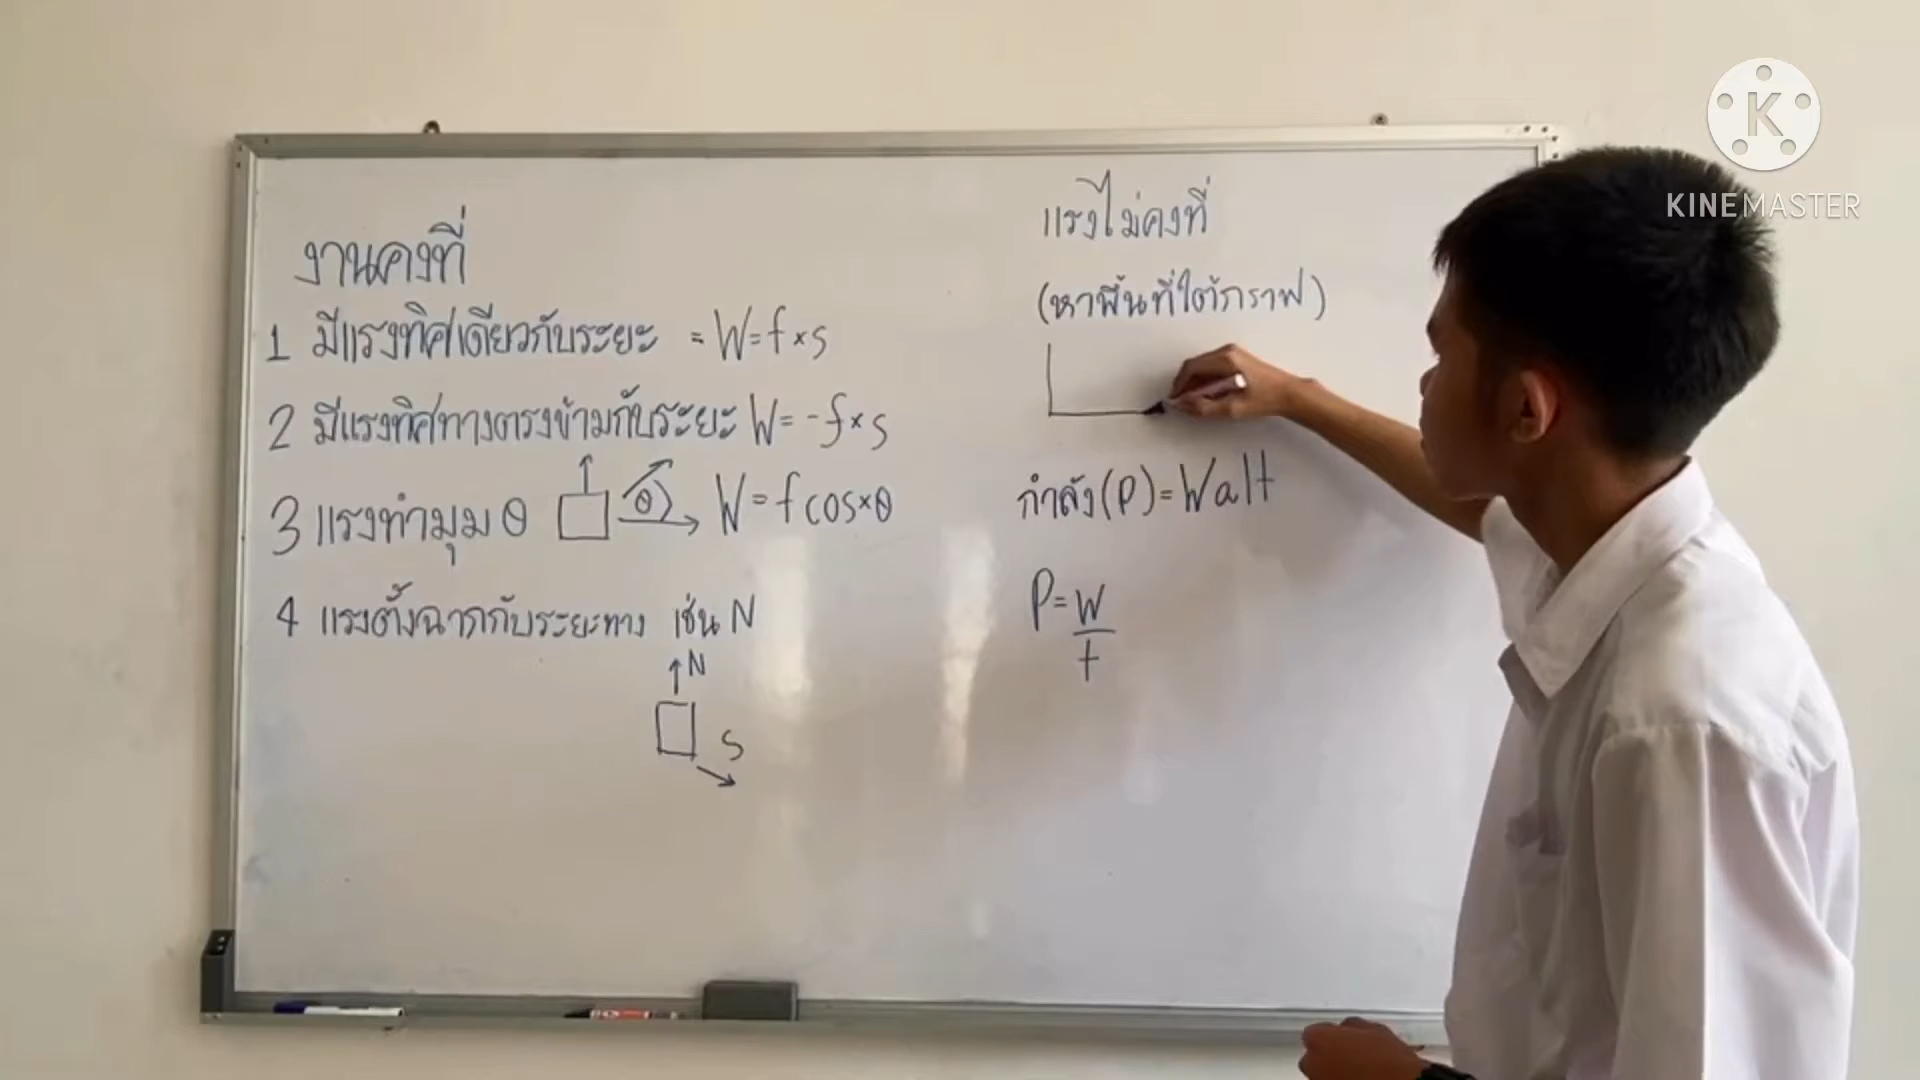 งานคงที่
1 มีแรงทิศเดียวกับระยะ = W=f×s
2 มีแรงทิศทางตรงข้ามกับระยะ W= -f×s
3 แรงทำมุม θ θ W= f cos×θ
4 แรงตั้งฉากกับระยะทาง เช่น N
N
S
แรงไม่คงที่
(หาพื้นที่ใต้กราฟ)
กำลัง(P)=Walt
P=W
t
K
KINEMASTER